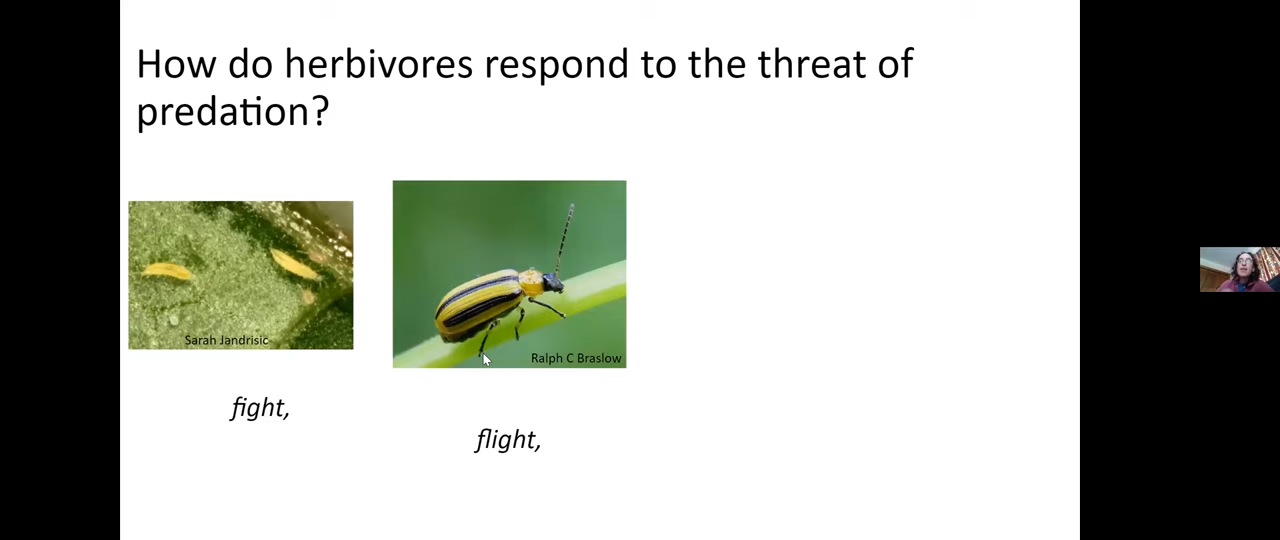 How do herbivores respond to the threat of
predation?
Sarah Jandrisic
Ralph C Braslow
fight,
flight,